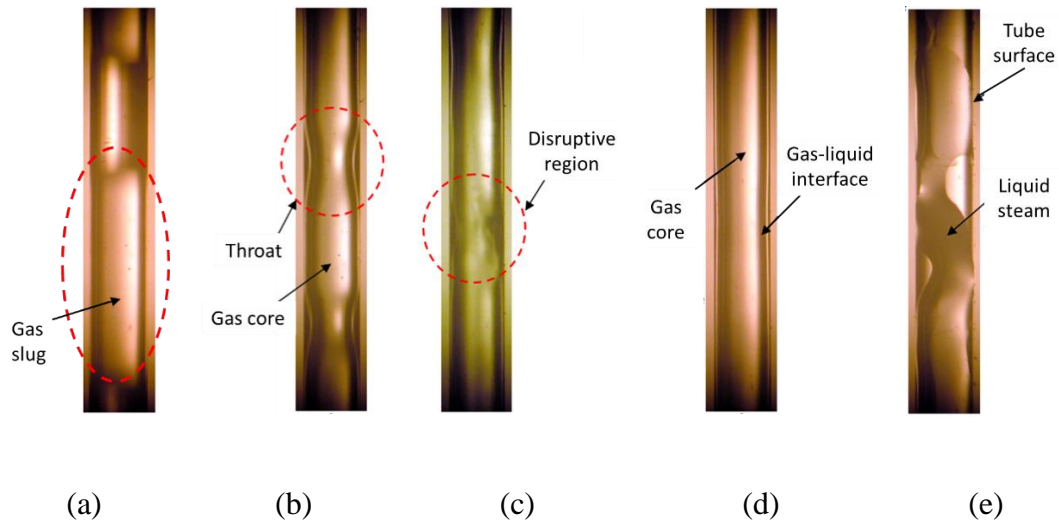 Gas
slug
Throat
Gas core
Disruptive
region
Gas
core
Gas-liquid
interface
Tube
surface
Liquid
steam
(a)
(b)
(c)
(d)
(e)